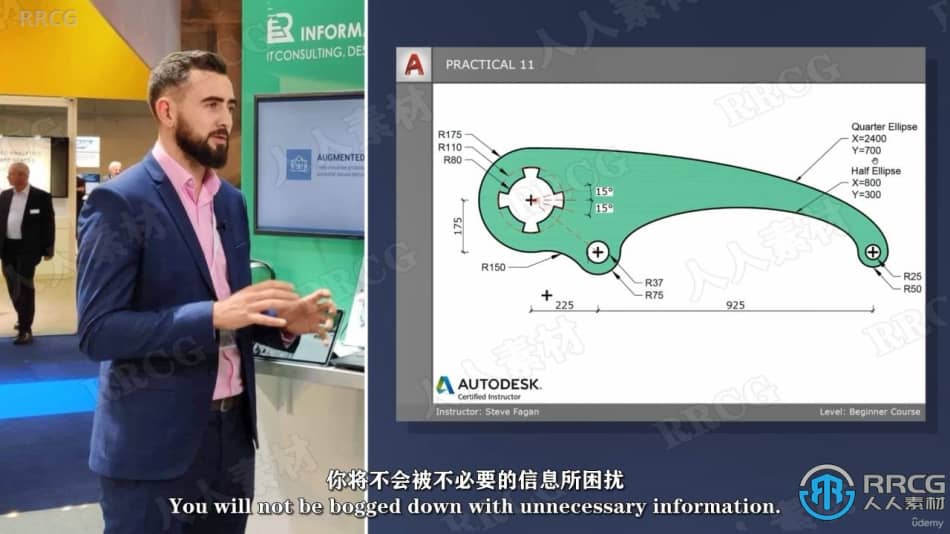 RRCG
INFORMA
IT CONSULTING, DES
AUGMENTED
PRACTICAL 11
R175
R110
R80
15°
15°
175
R150
R37
R75
225
925
Quarter Ellipse
X=2400
Y=700
Half Ellipse
X=800
Y=300
R25
R50
AUTODESK.
Certified Instructor
Instructor: Steve Fagan
Level: Beginner Course
你将不会被不必要的信息所困扰
You will not be bogged down with unnecessary information.
RRCG
人人素材
ûdemy